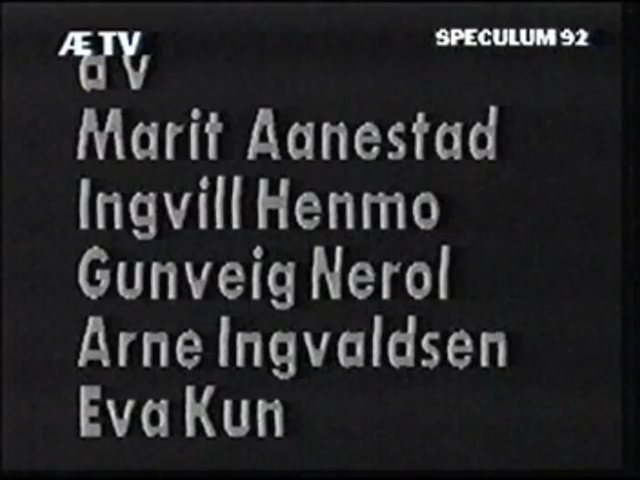 ÆTV
SPECULUM 92
av
Marit Aanestad
Ingvill Henmo
Gunveig Nerol
Arne Ingvaldsen
Eva Kun